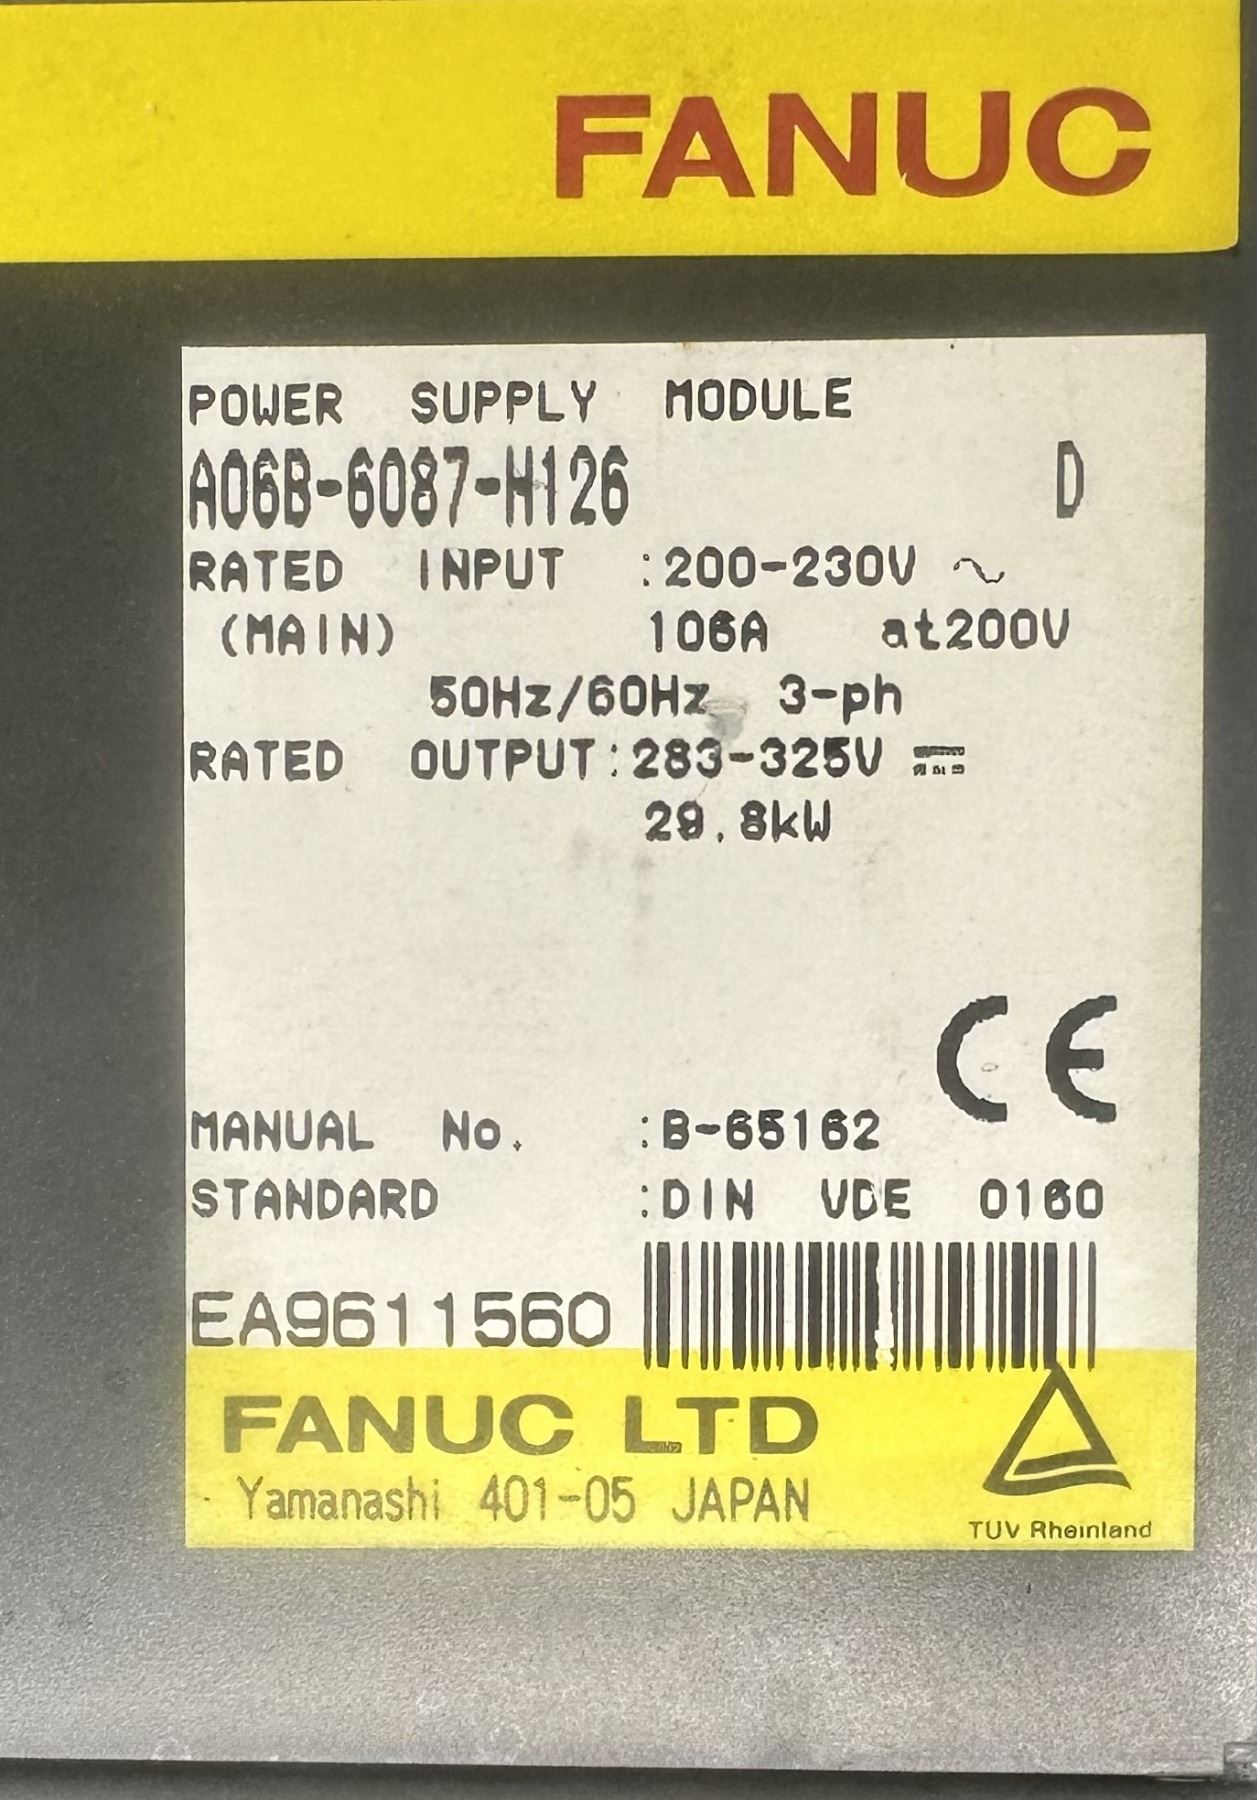 FANUC
POWER SUPPLY MODULE
A06B-6087-H126 D
RATED INPUT :200-230V ~
(MAIN) 106A at200V
50Hz/60Hz 3-ph
RATED OUTPUT:283-325V ⎓
29.8kW
CE
MANUAL No. :B-65162
STANDARD :DIN VDE 0160
EA9611560
FANUC LTD
Yamanashi 401-05 JAPAN
TUV Rheinland